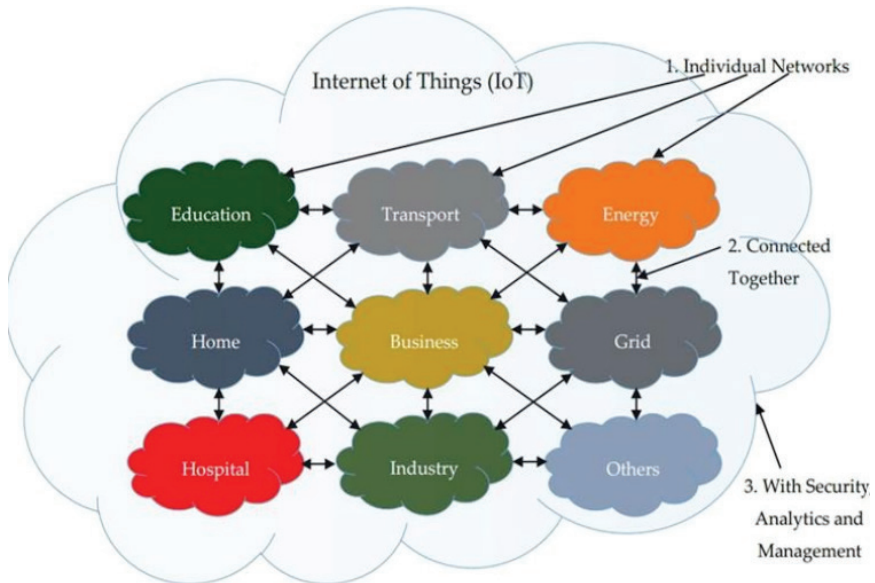 1. Individual Networks
Internet of Things (IoT)
Education
Transport
Energy
2. Connected
Together
Home
Business
Grid
Hospital
Industry
Others
3. With Security,
Analytics and
Management